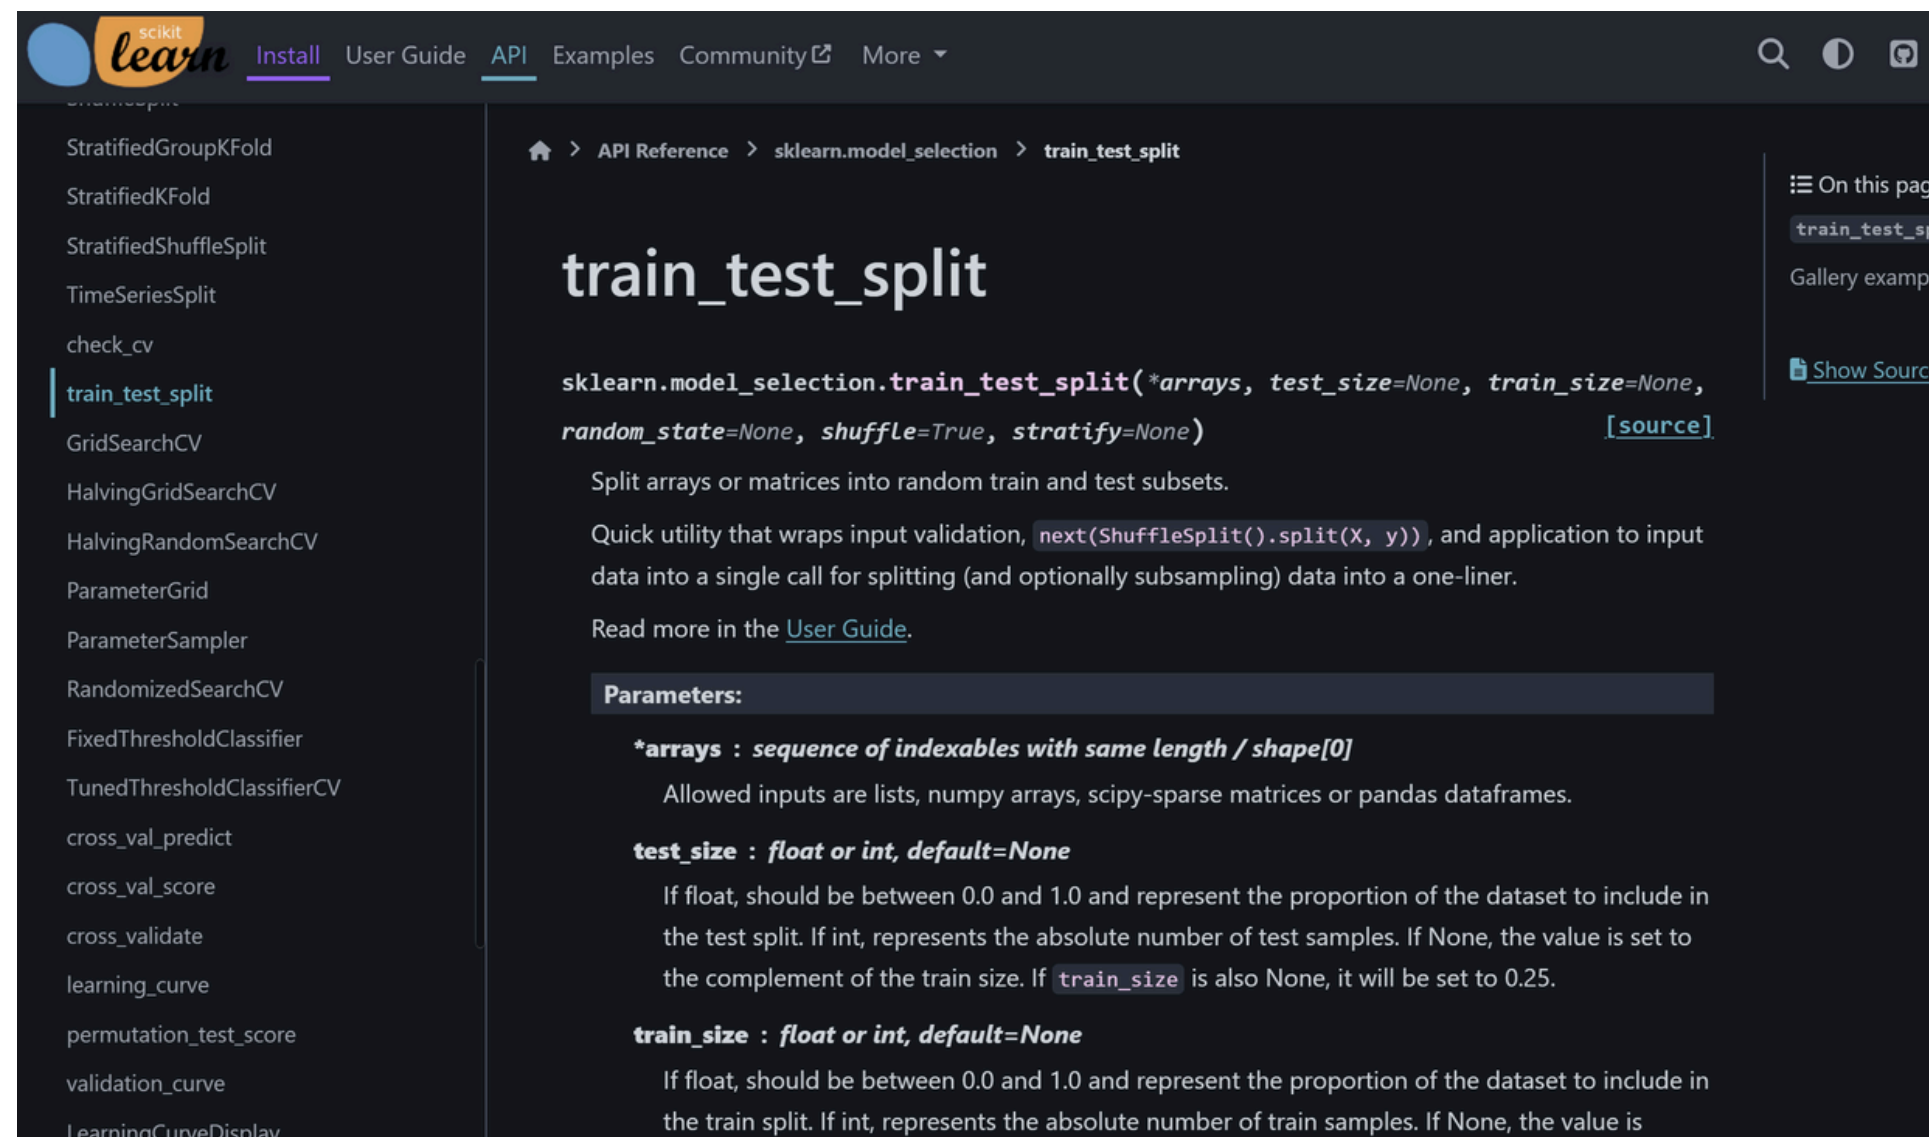 scikit
learn
Install User Guide API Examples Community More
StratifiedGroupKFold
StratifiedKFold
StratifiedShuffleSplit
TimeSeriesSplit
check_cv
train_test_split
GridSearchCV
HalvingGridSearchCV
HalvingRandomSearchCV
ParameterGrid
ParameterSampler
RandomizedSearchCV
FixedThresholdClassifier
TunedThresholdClassifierCV
cross_val_predict
cross_val_score
cross_validate
learning_curve
permutation_test_score
validation_curve
LearningCurveDisplay
API Reference > sklearn.model_selection > train_test_split
train_test_split
sklearn.model_selection.train_test_split(*arrays, test_size=None, train_size=None,
random_state=None, shuffle=True, stratify=None) [source]
Split arrays or matrices into random train and test subsets.
Quick utility that wraps input validation, next(ShuffleSplit().split(X, y)), and application to input
data into a single call for splitting (and optionally subsampling) data into a one-liner.
Read more in the User Guide.
Parameters:
*arrays : sequence of indexables with same length / shape[0]
Allowed inputs are lists, numpy arrays, scipy-sparse matrices or pandas dataframes.
test_size : float or int, default=None
If float, should be between 0.0 and 1.0 and represent the proportion of the dataset to include in
the test split. If int, represents the absolute number of test samples. If None, the value is set to
the complement of the train size. If train_size is also None, it will be set to 0.25.
train_size : float or int, default=None
If float, should be between 0.0 and 1.0 and represent the proportion of the dataset to include in
the train split. If int, represents the absolute number of train samples. If None, the value is
On this pag
train_test_sp
Gallery examp
Show Sourc